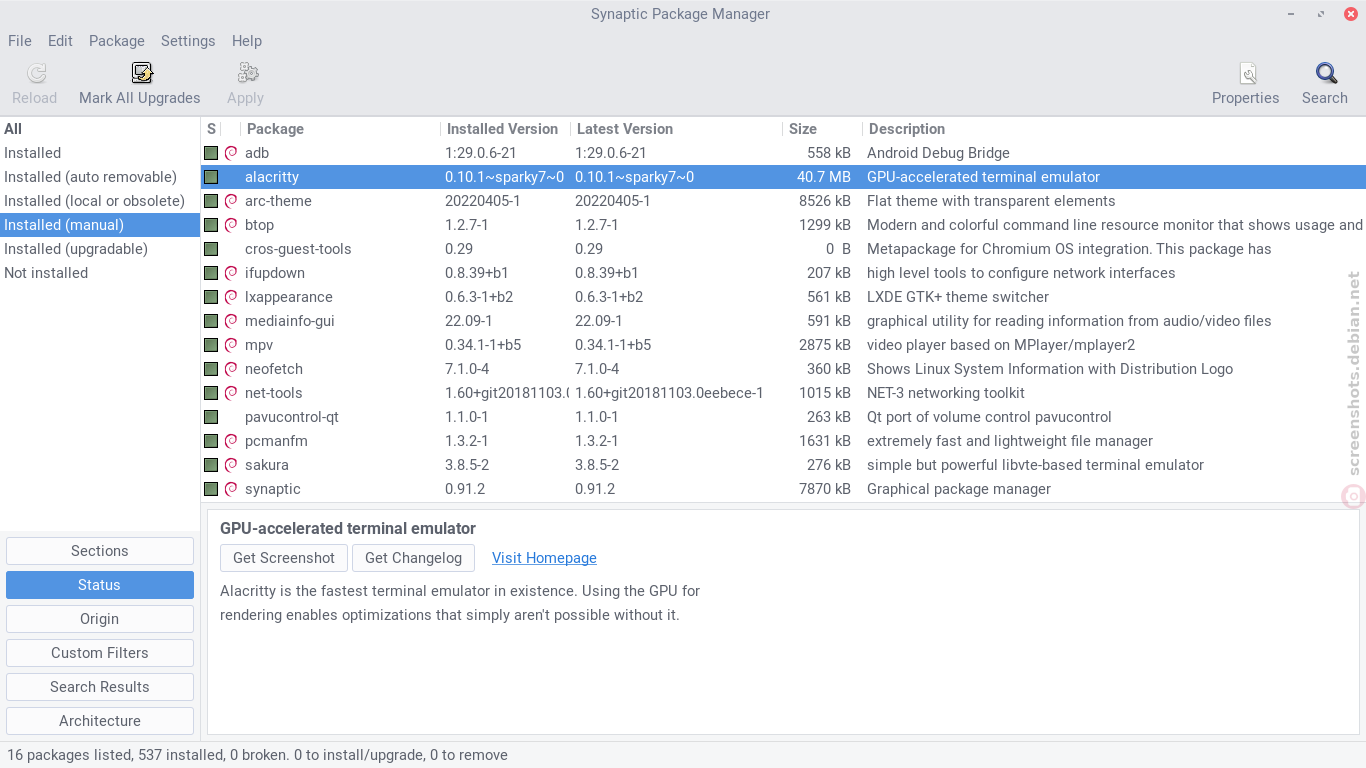 Synaptic Package Manager
File Edit Package Settings Help
Reload Mark All Upgrades Apply Properties Search
All
Installed
Installed (auto removable)
Installed (local or obsolete)
Installed (manual)
Installed (upgradable)
Not installed
S Package Installed Version Latest Version Size Description
adb 1:29.0.6-21 1:29.0.6-21 558 kB Android Debug Bridge
alacritty 0.10.1~sparky7~0 0.10.1~sparky7~0 40.7 MB GPU-accelerated terminal emulator
arc-theme 20220405-1 20220405-1 8526 kB Flat theme with transparent elements
btop 1.2.7-1 1.2.7-1 1299 kB Modern and colorful command line resource monitor that shows usage and
cros-guest-tools 0.29 0.29 0 B Metapackage for Chromium OS integration. This package has
ifupdown 0.8.39+b1 0.8.39+b1 207 kB high level tools to configure network interfaces
lxappearance 0.6.3-1+b2 0.6.3-1+b2 561 kB LXDE GTK+ theme switcher
mediainfo-gui 22.09-1 22.09-1 591 kB graphical utility for reading information from audio/video files
mpv 0.34.1-1+b5 0.34.1-1+b5 2875 kB video player based on MPlayer/mplayer2
neofetch 7.1.0-4 7.1.0-4 360 kB Shows Linux System Information with Distribution Logo
net-tools 1.60+git20181103.0 1.60+git20181103.0eebece-1 1015 kB NET-3 networking toolkit
pavucontrol-qt 1.1.0-1 1.1.0-1 263 kB Qt port of volume control pavucontrol
pcmanfm 1.3.2-1 1.3.2-1 1631 kB extremely fast and lightweight file manager
sakura 3.8.5-2 3.8.5-2 276 kB simple but powerful libvte-based terminal emulator
synaptic 0.91.2 0.91.2 7870 kB Graphical package manager
Sections
Status
Origin
Custom Filters
Search Results
Architecture
GPU-accelerated terminal emulator
Get Screenshot Get Changelog Visit Homepage
Alacritty is the fastest terminal emulator in existence. Using the GPU for
rendering enables optimizations that simply aren't possible without it.
16 packages listed, 537 installed, 0 broken. 0 to install/upgrade, 0 to remove
screenshots.debian.net